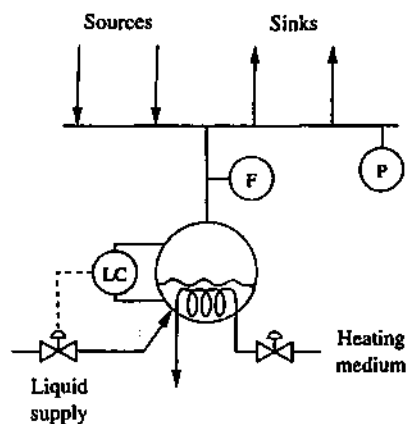 Sources
Sinks
F
P
LC
Liquid
supply
Heating
medium